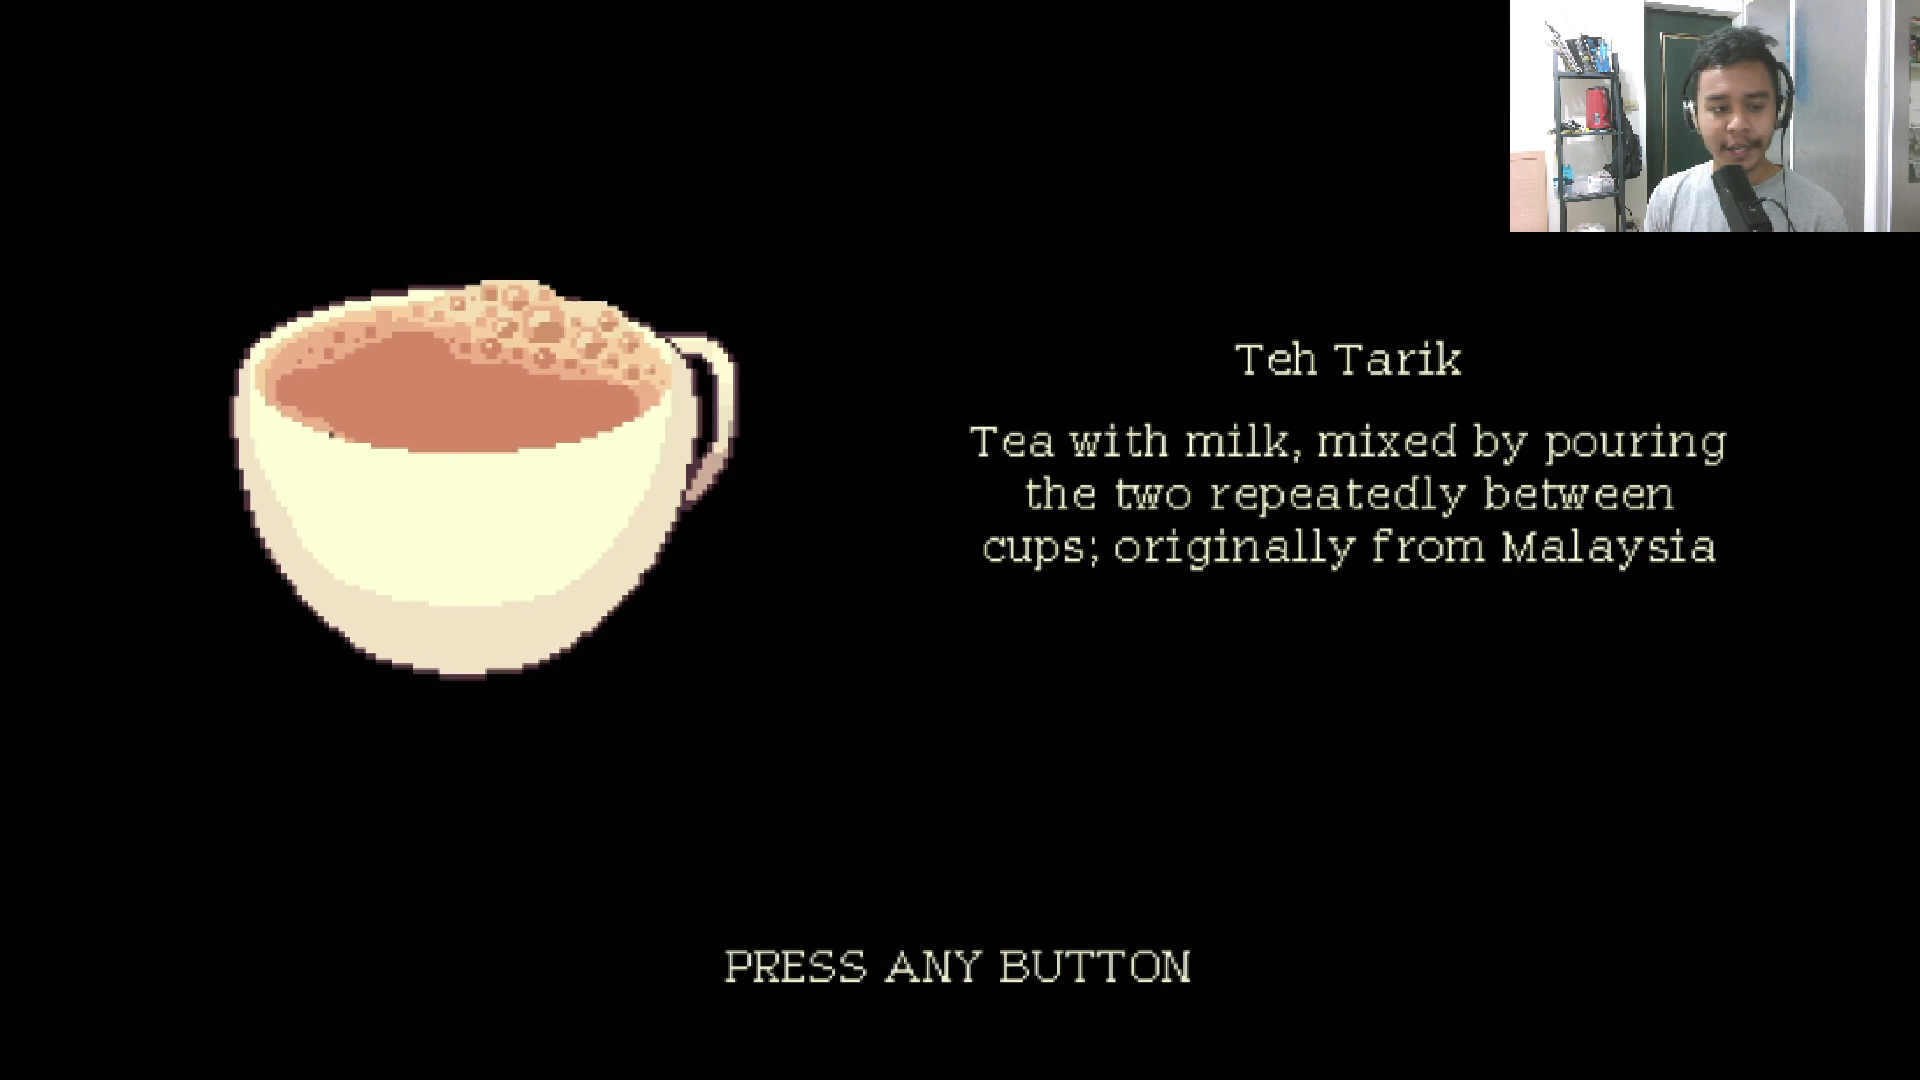 Teh Tarik
Tea with milk, mixed by pouring
the two repeatedly between
cups; originally from Malaysia
PRESS ANY BUTTON